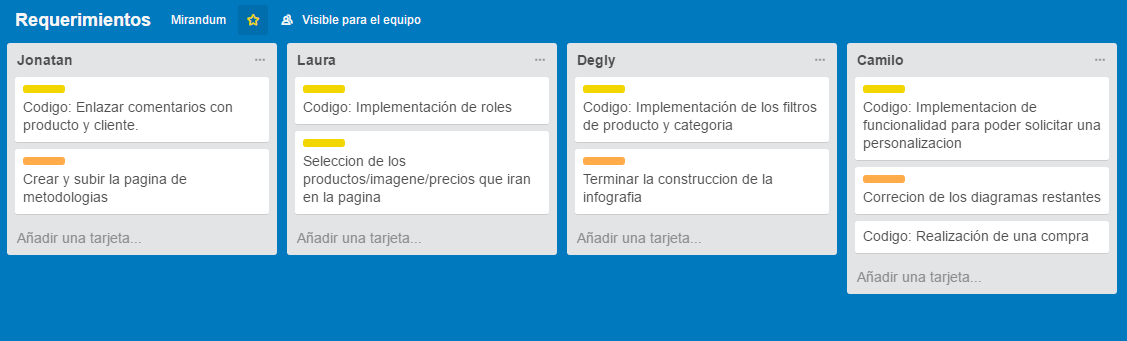 Requerimientos Mirandum Visible para el equipo
Jonatan
Codigo: Enlazar comentarios con
producto y cliente.
Crear y subir la pagina de
metodologias
Añadir una tarjeta...
Laura
Codigo: Implementación de roles
Seleccion de los
productos/imagene/precios que iran
en la pagina
Añadir una tarjeta...
Degly
Codigo: Implementación de los filtros
de producto y categoria
Terminar la construccion de la
infografia
Añadir una tarjeta...
Camilo
Codigo: Implementacion de
funcionalidad para poder solicitar una
personalizacion
Correcion de los diagramas restantes
Codigo: Realización de una compra
Añadir una tarjeta...